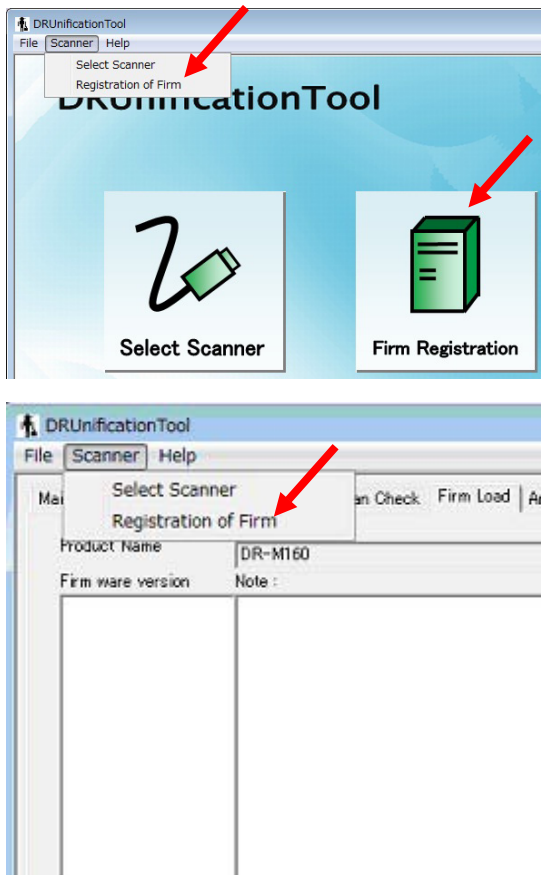 DRUnificationTool
File Scanner Help
Select Scanner
Registration of Firm
DRUnificationTool
Select Scanner
Firm Registration
DRUnificationTool
File Scanner Help
Select Scanner
Registration of Firm
Check Firm Load
Product Name
DR-M160
Firm ware version
Note :